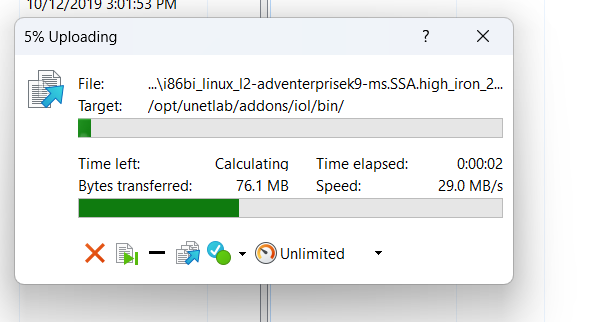 10/12/2019 3:01:53 PM
5% Uploading
?
File: ...\i86bi_linux_l2-adventerprisek9-ms.SSA.high_iron_2...
Target: /opt/unetlab/addons/iol/bin/
Time left: Calculating Time elapsed: 0:00:02
Bytes transferred: 76.1 MB Speed: 29.0 MB/s
Unlimited